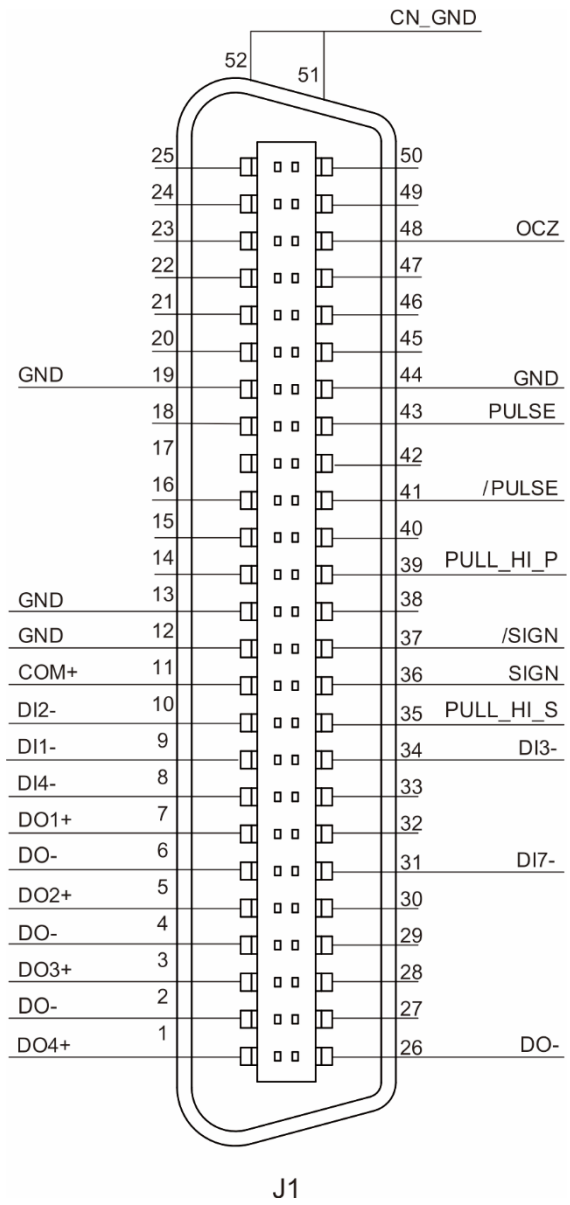 CN_GND
52
51
25 50
24 49
23 48 OCZ
22 47
21 46
20 45
GND 19 44 GND
18 43 PULSE
17 42
16 41 /PULSE
15 40
14 39 PULL_HI_P
GND 13 38
GND 12 37 /SIGN
COM+ 11 36 SIGN
DI2- 10 35 PULL_HI_S
DI1- 9 34 DI3-
DI4- 8 33
DO1+ 7 32
DO- 6 31 DI7-
DO2+ 5 30
DO- 4 29
DO3+ 3 28
DO- 2 27
DO4+ 1 26 DO-
J1